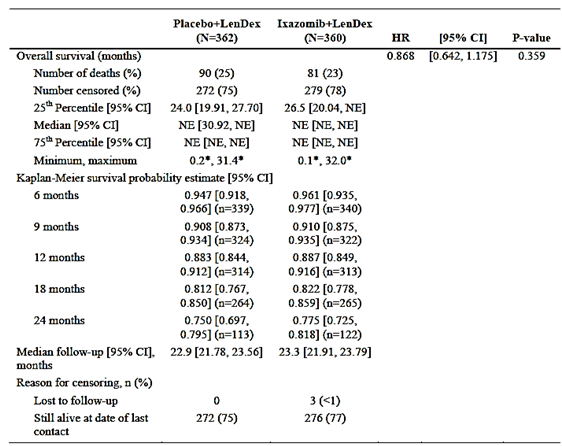 Placebo+LenDex Ixazomib+LenDex
(N=362) (N=360) HR [95% CI] P-value
Overall survival (months) 0.868 [0.642, 1.175] 0.359
Number of deaths (%) 90 (25) 81 (23)
Number censored (%) 272 (75) 279 (78)
25th Percentile [95% CI] 24.0 [19.91, 27.70] 26.5 [20.04, NE]
Median [95% CI] NE [30.92, NE] NE [NE, NE]
75th Percentile [95% CI] NE [NE, NE] NE [NE, NE]
Minimum, maximum 0.2*, 31.4* 0.1*, 32.0*
Kaplan-Meier survival probability estimate [95% CI]
6 months 0.947 [0.918, 0.961 [0.935,
0.966] (n=339) 0.977] (n=340)
9 months 0.908 [0.873, 0.910 [0.875,
0.934] (n=324) 0.935] (n=322)
12 months 0.883 [0.844, 0.887 [0.849,
0.912] (n=314) 0.916] (n=313)
18 months 0.812 [0.767, 0.822 [0.778,
0.850] (n=264) 0.859] (n=265)
24 months 0.750 [0.697, 0.775 [0.725,
0.795] (n=113) 0.818] (n=122)
Median follow-up [95% CI], 22.9 [21.78, 23.56] 23.3 [21.91, 23.79]
months
Reason for censoring, n (%)
Lost to follow-up 0 3 (<1)
Still alive at date of last 272 (75) 276 (77)
contact